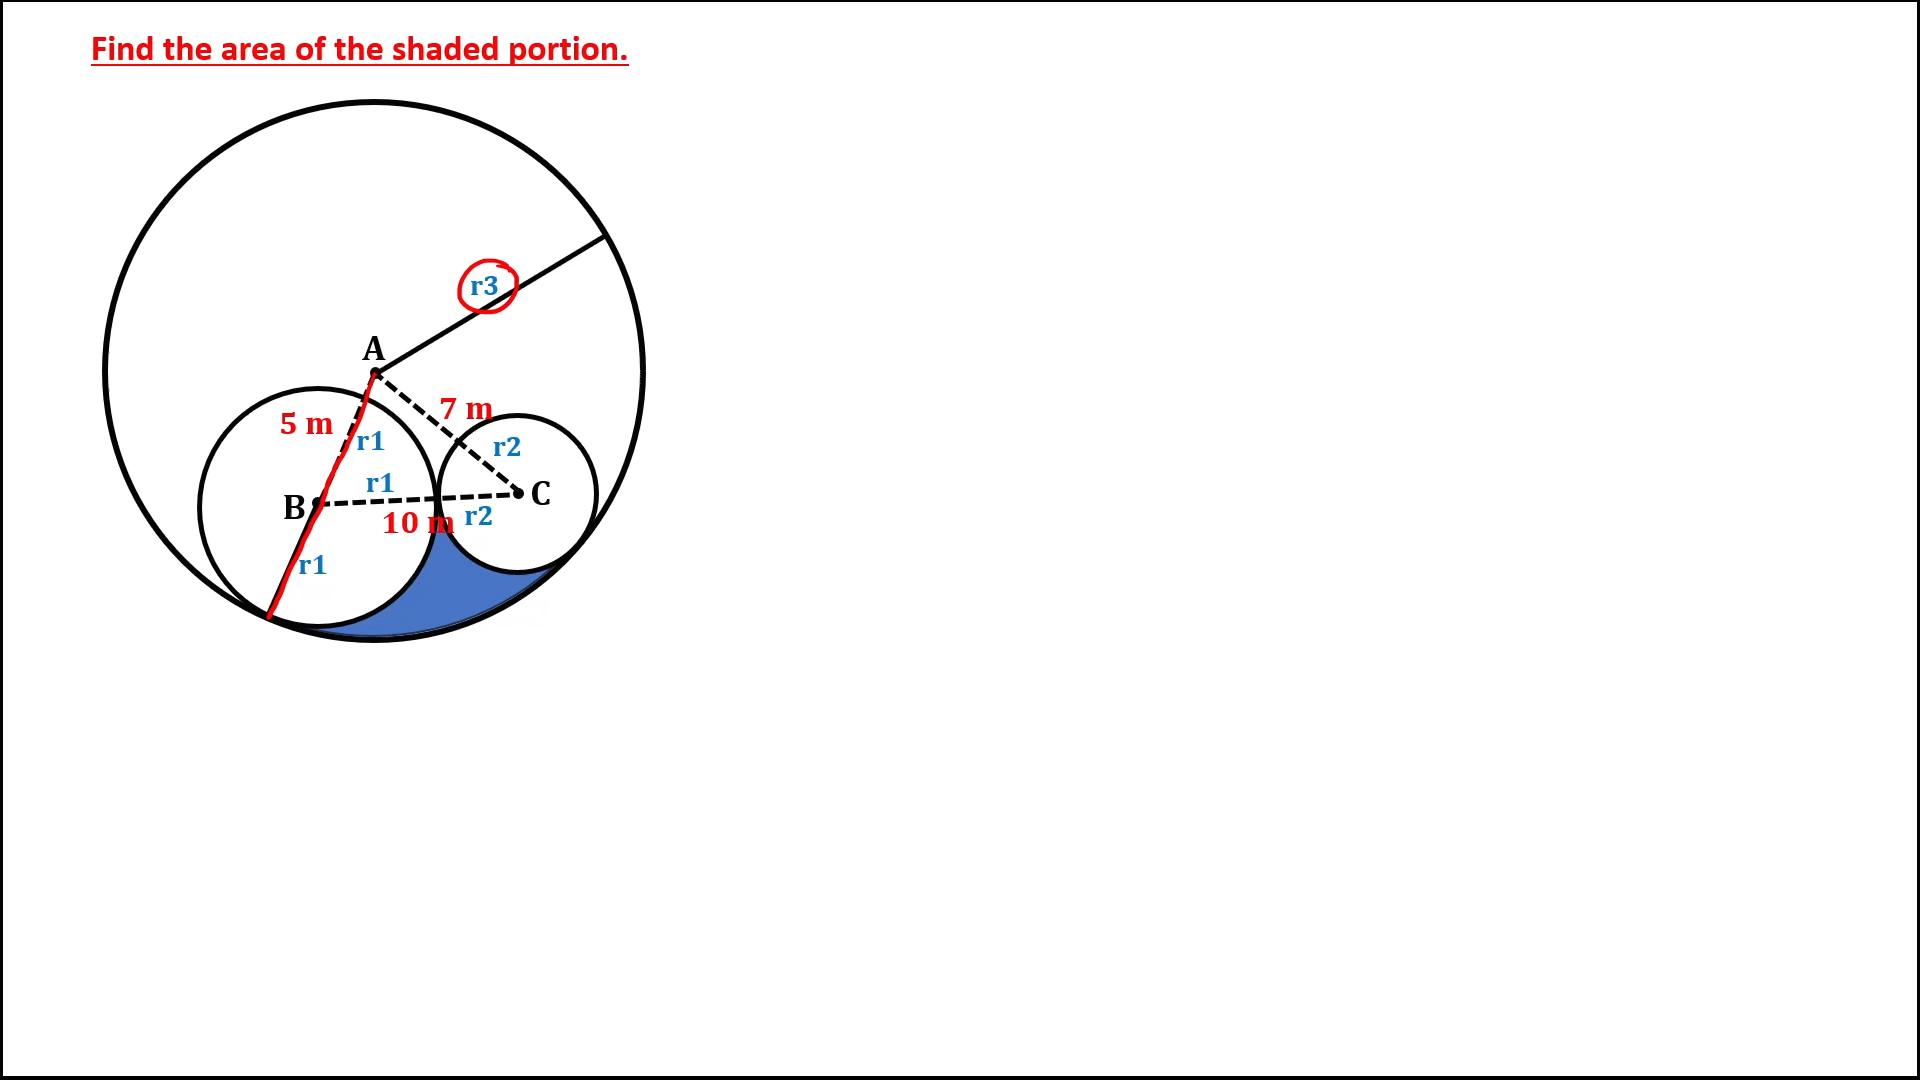 Find the area of the shaded portion.
r3
A
5 m
7 m
r1
r2
r1
B
C
10 m
r2
r1